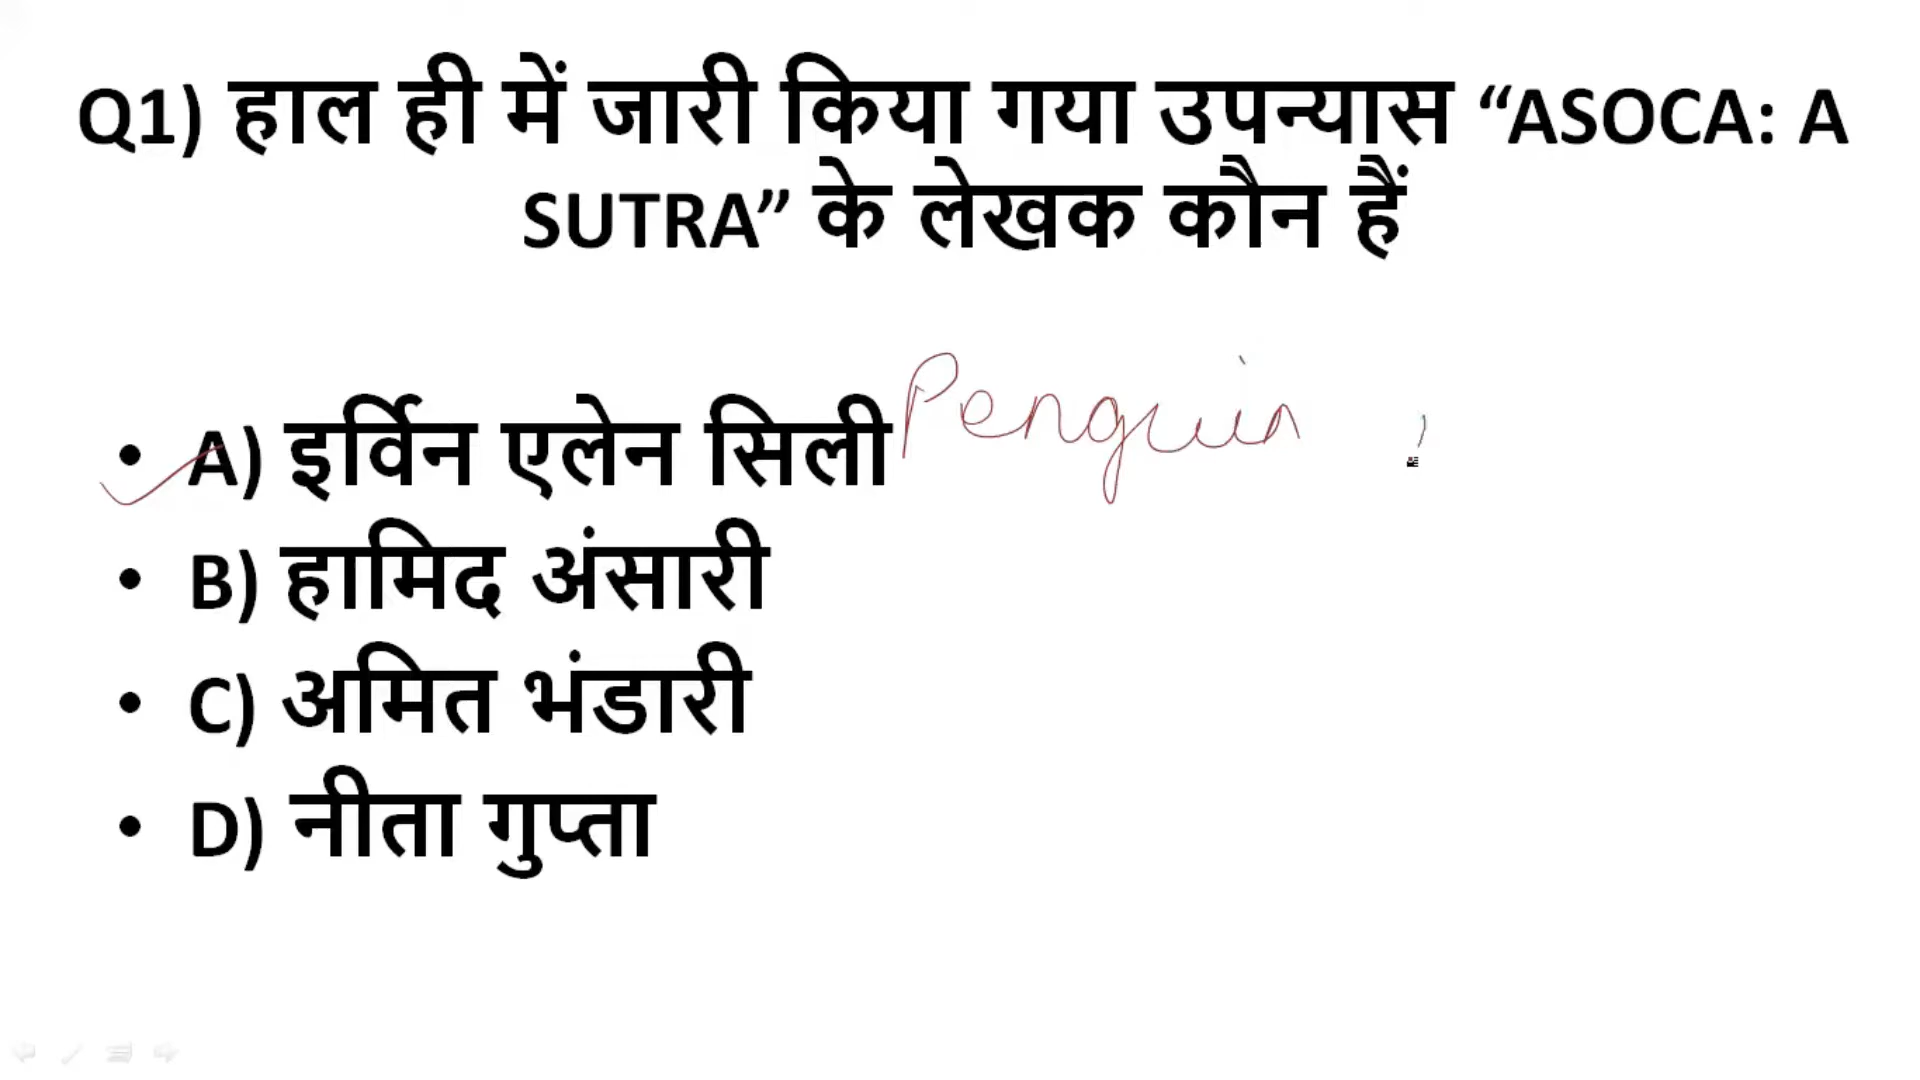 Q1) हाल ही में जारी किया गया उपन्यास “ASOCA: A
SUTRA” के लेखक कौन हैं
• A) इर्विन एलेन सिली Penguin
• B) हामिद अंसारी
• C) अमित भंडारी
• D) नीता गुप्ता